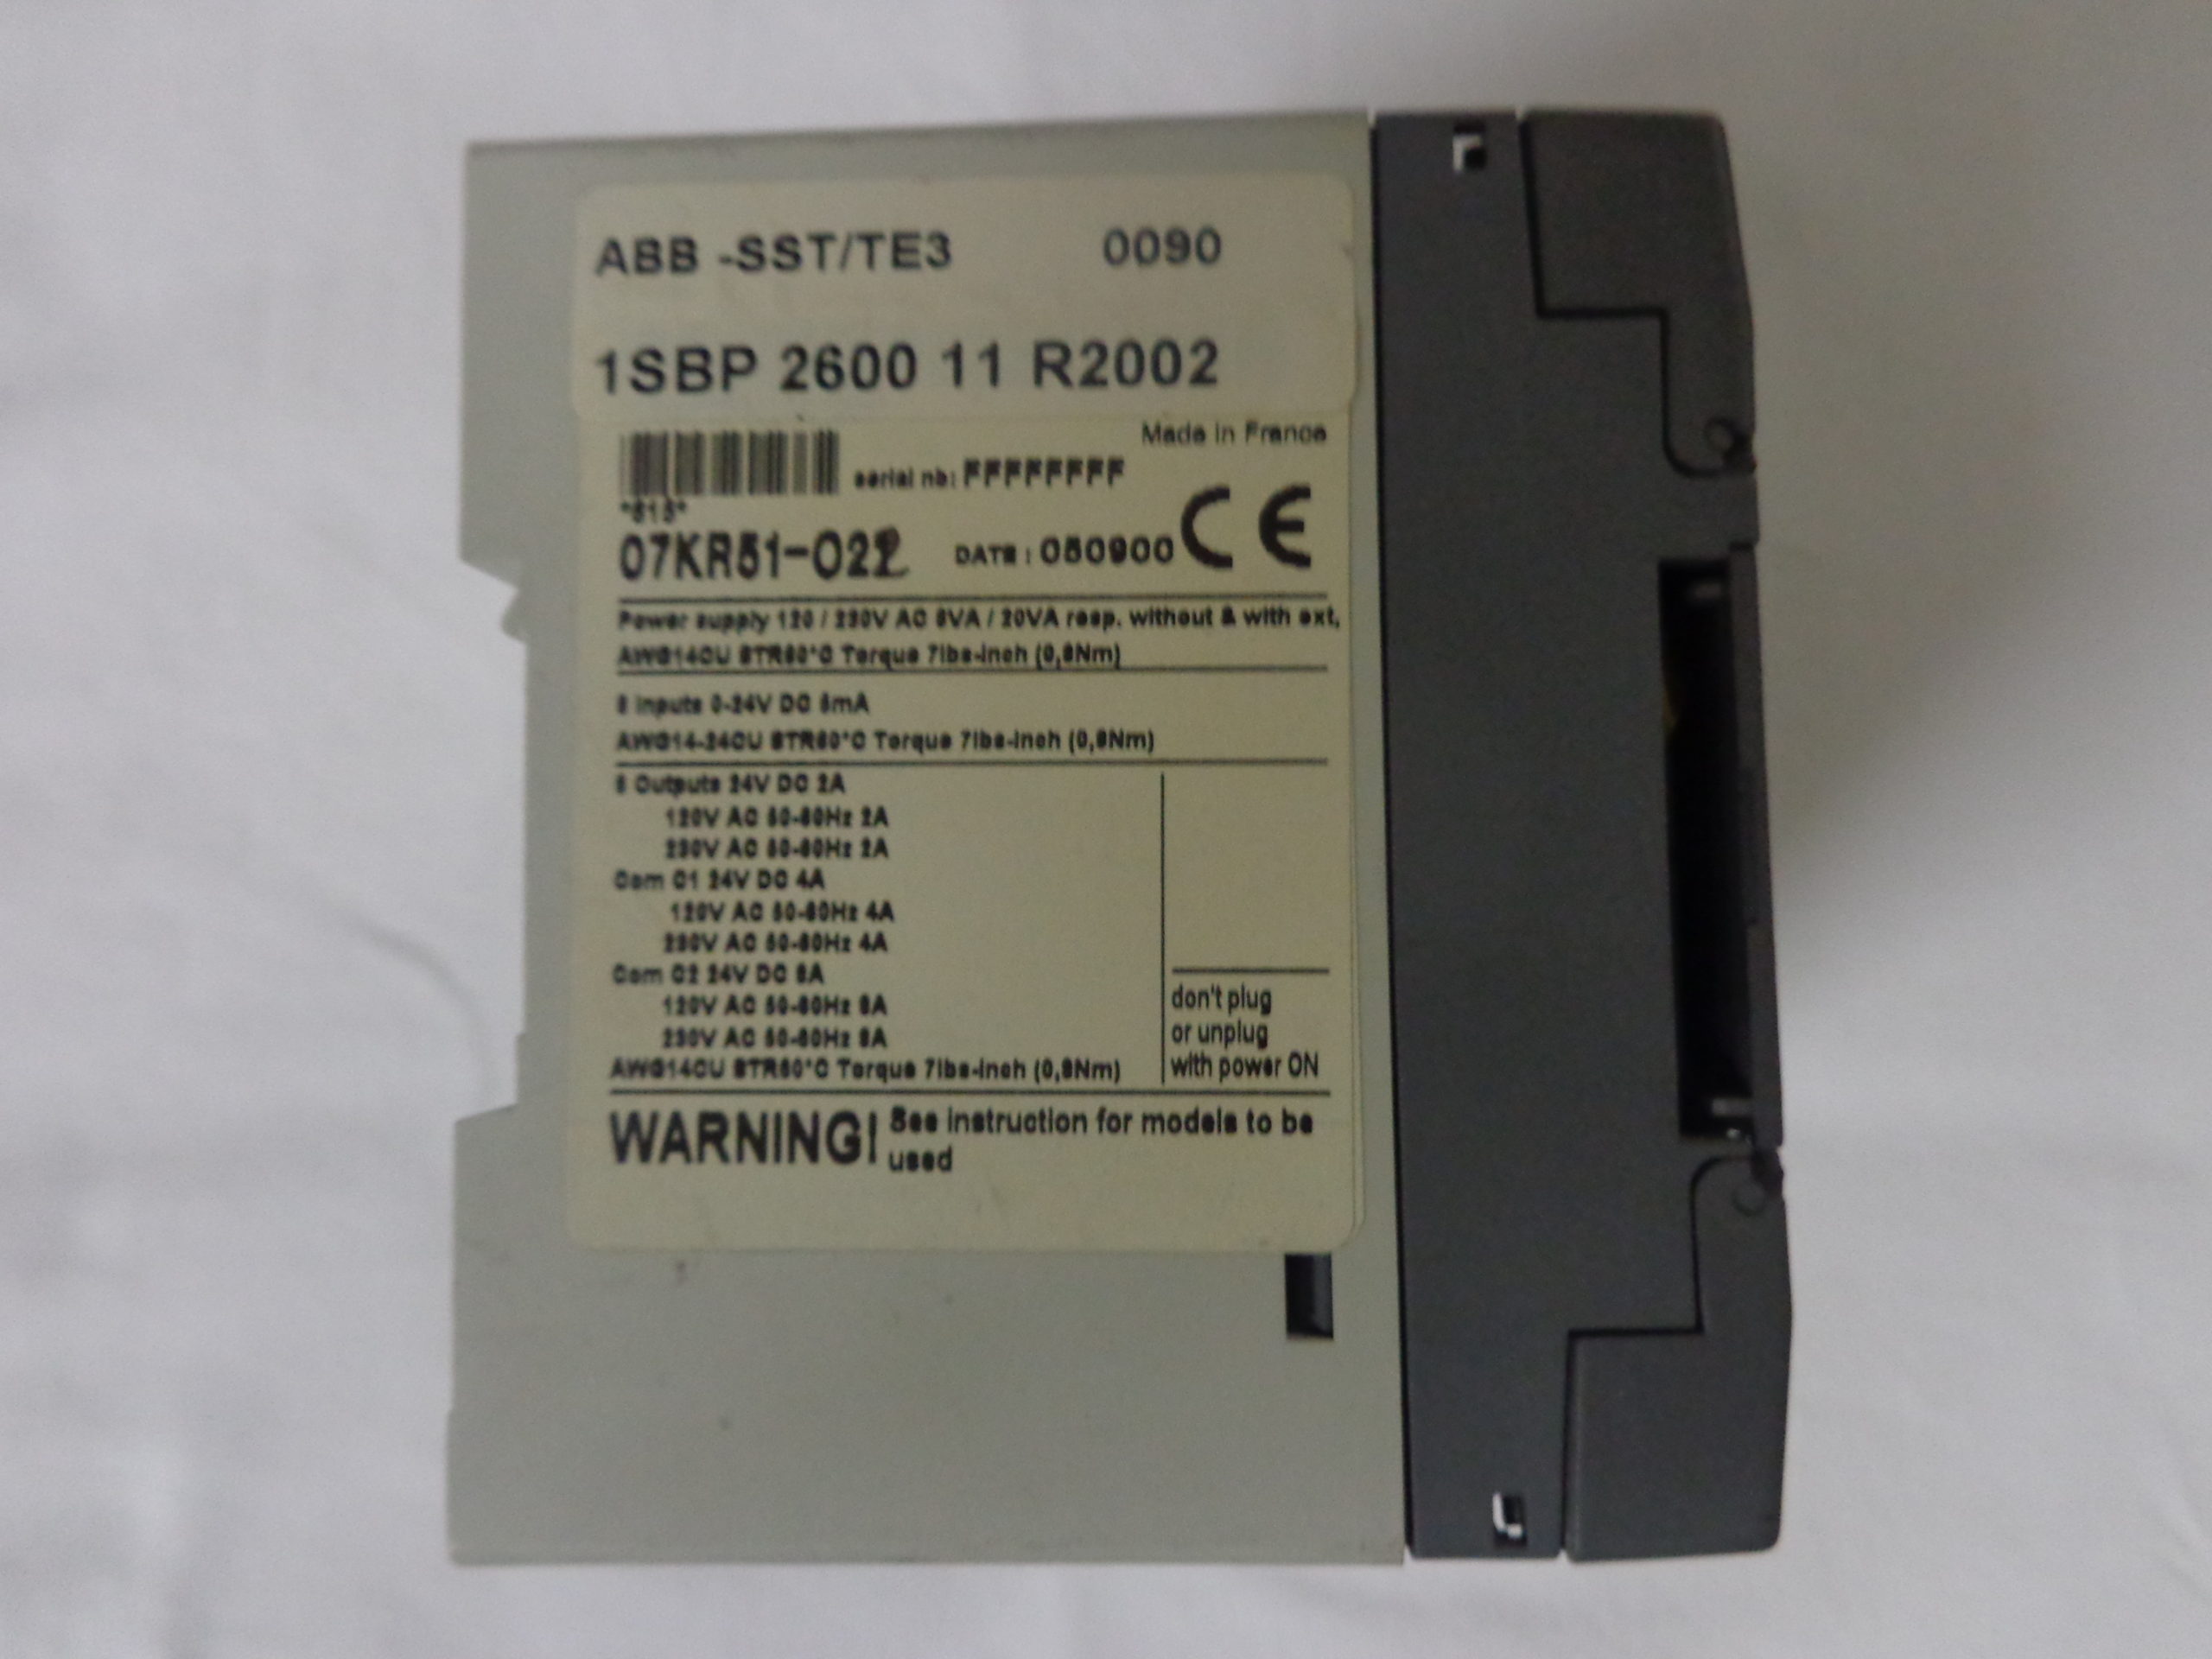 ABB -SST/TE3 0090
1SBP 2600 11 R2002
Made in France
serial nb: FFFFFFFF
*615*
07KR51-022 DATE : 050900 CE
Power supply 120 / 230V AC 8VA / 20VA resp. without & with ext,
AWG14CU STR60°C Torque 7lbs-inch (0,8Nm)
8 Inputs 0-24V DC 5mA
AWG14-24CU STR60°C Torque 7lbs-inch (0,8Nm)
6 Outputs 24V DC 2A
120V AC 50-60Hz 2A
230V AC 50-60Hz 2A
Com C1 24V DC 4A
120V AC 50-60Hz 4A
230V AC 50-60Hz 4A
Com C2 24V DC 8A
120V AC 50-60Hz 8A
230V AC 50-60Hz 8A
AWG14CU STR60°C Torque 7lbs-inch (0,8Nm)
don't plug
or unplug
with power ON
WARNING! See instruction for models to be
used